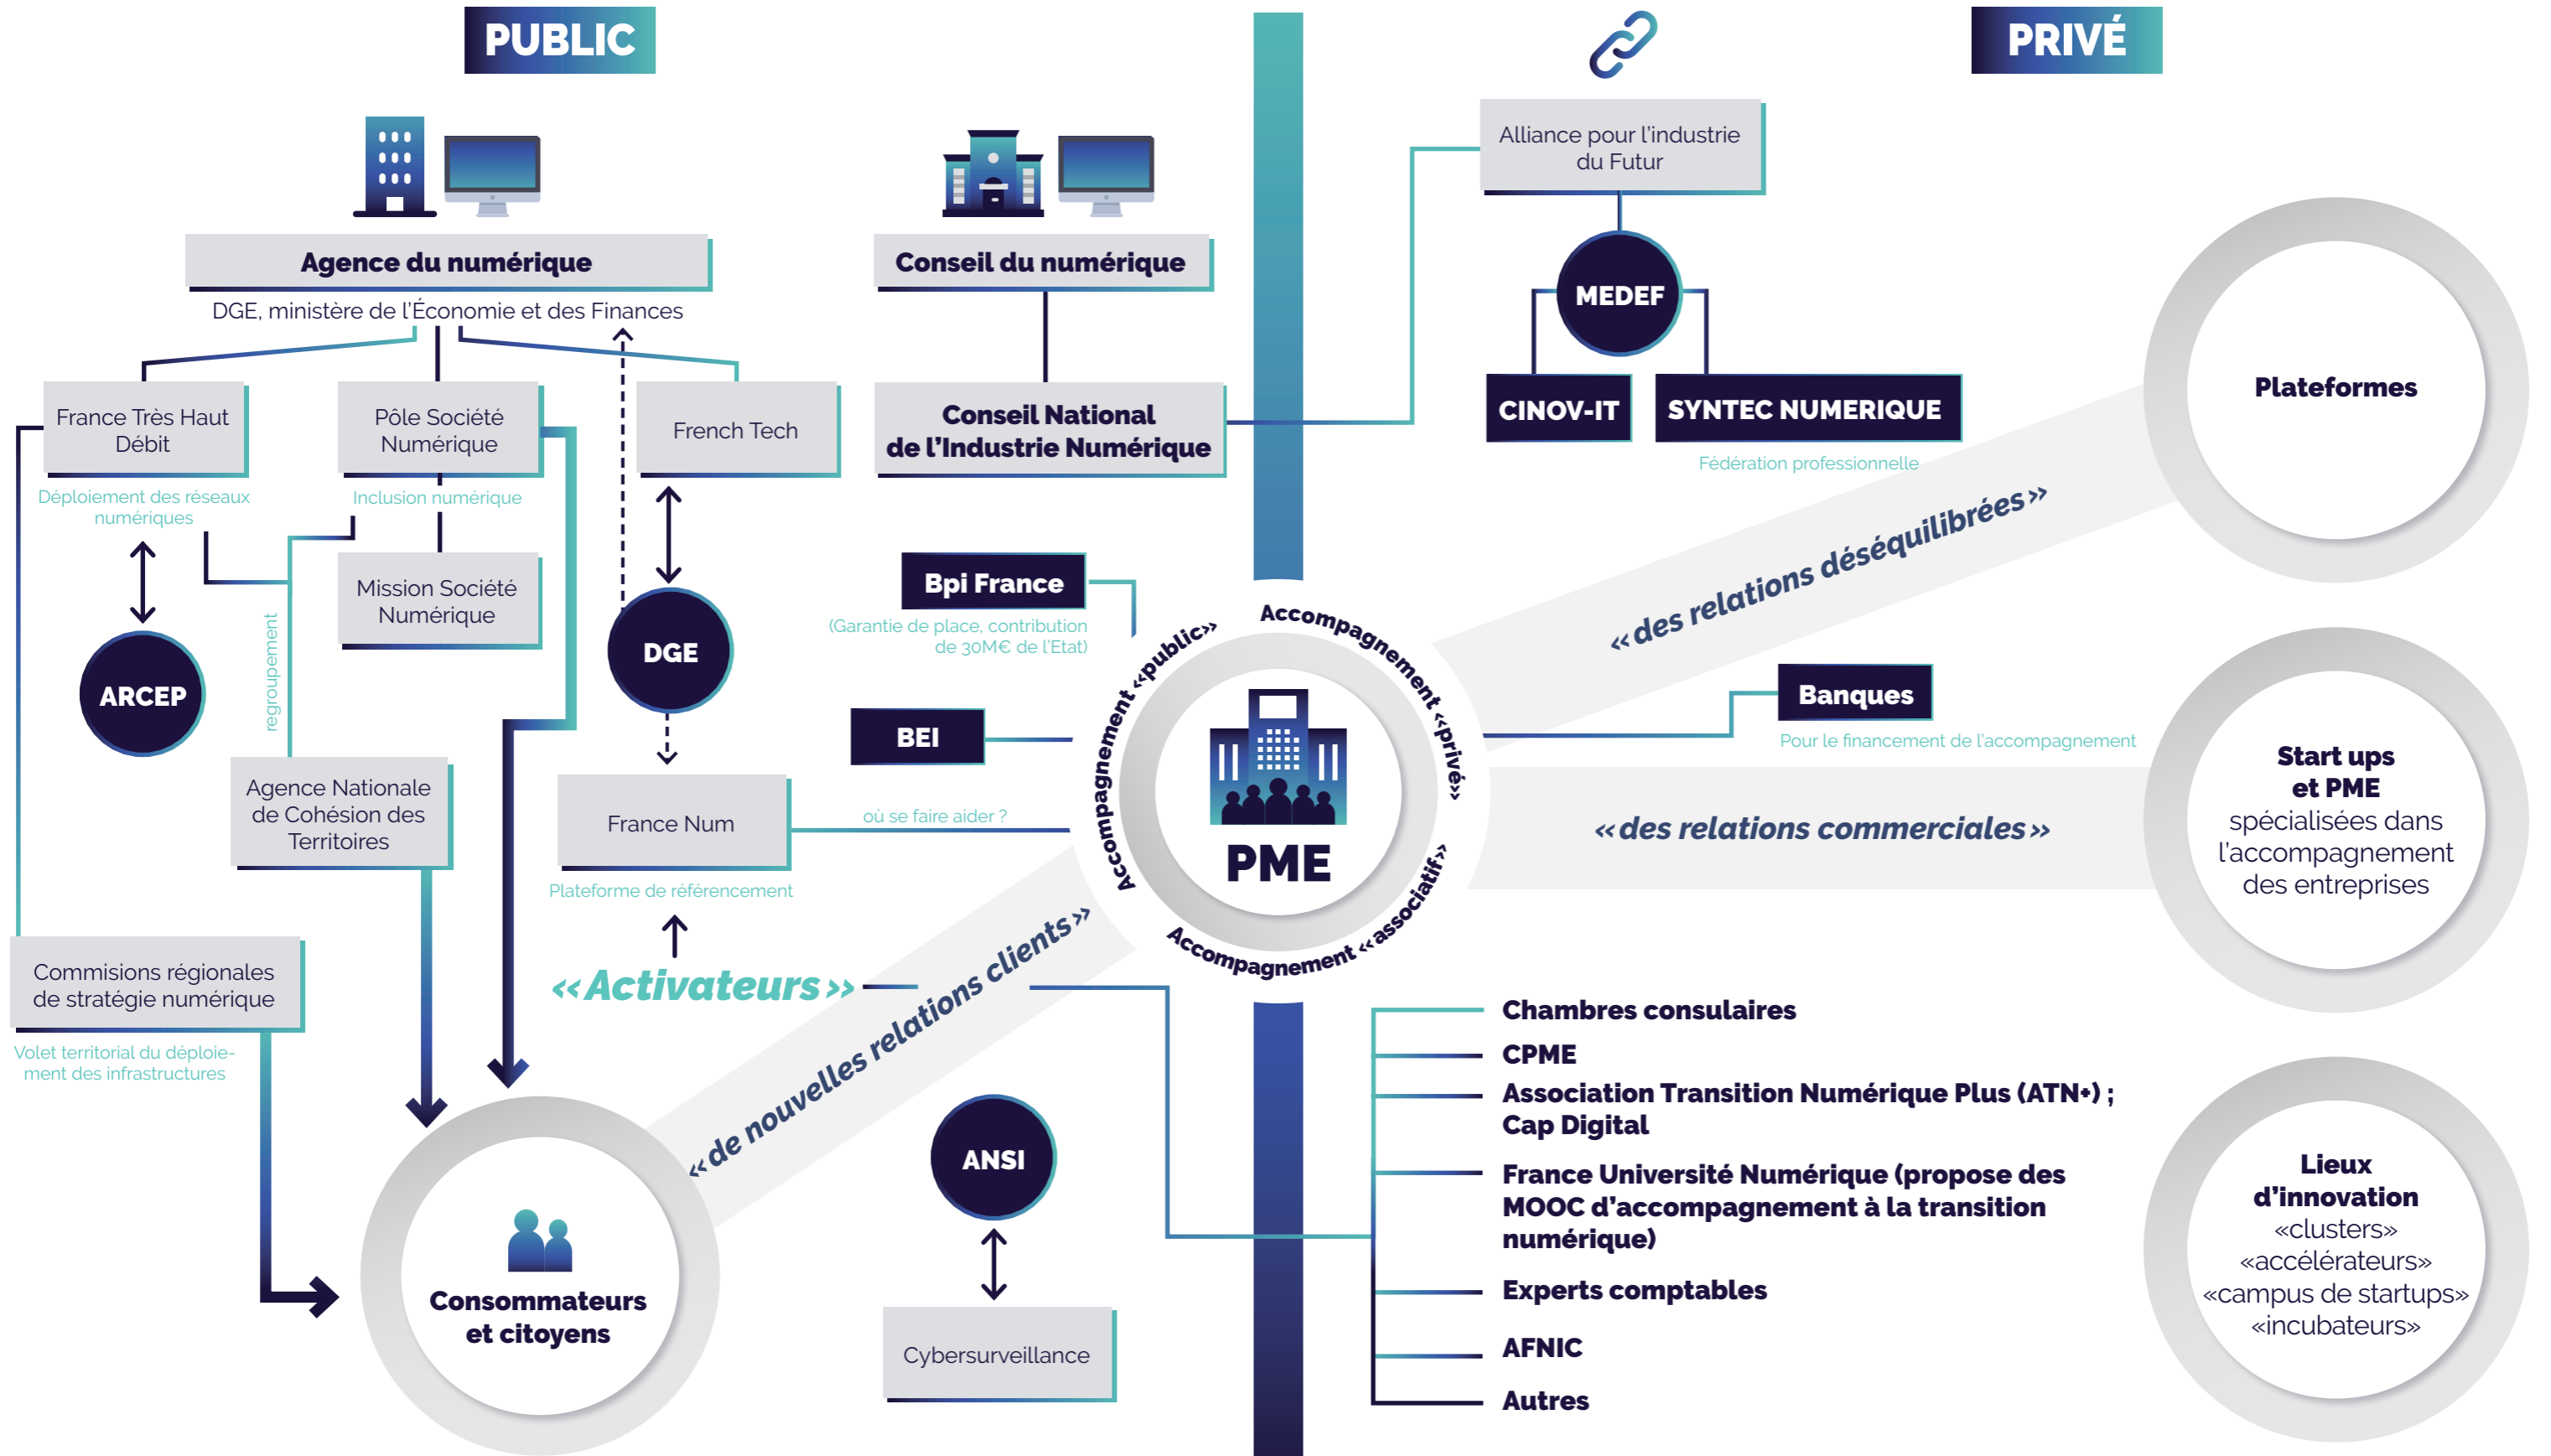 PUBLIC
PRIVÉ
Agence du numérique
DGE, ministère de l'Économie et des Finances
France Très Haut
Débit
Déploiement des réseaux
numériques
ARCEP
Pôle Société
Numérique
Inclusion numérique
Mission Société
Numérique
regroupement
French Tech
DGE
Agence Nationale
de Cohésion des
Territoires
France Num
Plateforme de référencement
où se faire aider ?
«Activateurs»
Commisions régionales
de stratégie numérique
Volet territorial du déploie-
ment des infrastructures
Consommateurs
et citoyens
Conseil du numérique
Conseil National
de l'Industrie Numérique
Bpi France
(Garantie de place, contribution
de 30M€ de l'Etat)
BEI
«de nouvelles relations clients»
ANSI
Cybersurveillance
Accompagnement «public»
Accompagnement «privé»
Accompagnement «associatif»
PME
Alliance pour l'industrie
du Futur
MEDEF
CINOV-IT
SYNTEC NUMERIQUE
Fédération professionnelle
«des relations déséquilibrées»
Banques
Pour le financement de l'accompagnement
«des relations commerciales»
Chambres consulaires
CPME
Association Transition Numérique Plus (ATN+) ;
Cap Digital
France Université Numérique (propose des
MOOC d'accompagnement à la transition
numérique)
Experts comptables
AFNIC
Autres
Plateformes
Start ups
et PME
spécialisées dans
l'accompagnement
des entreprises
Lieux
d'innovation
«clusters»
«accélérateurs»
«campus de startups»
«incubateurs»